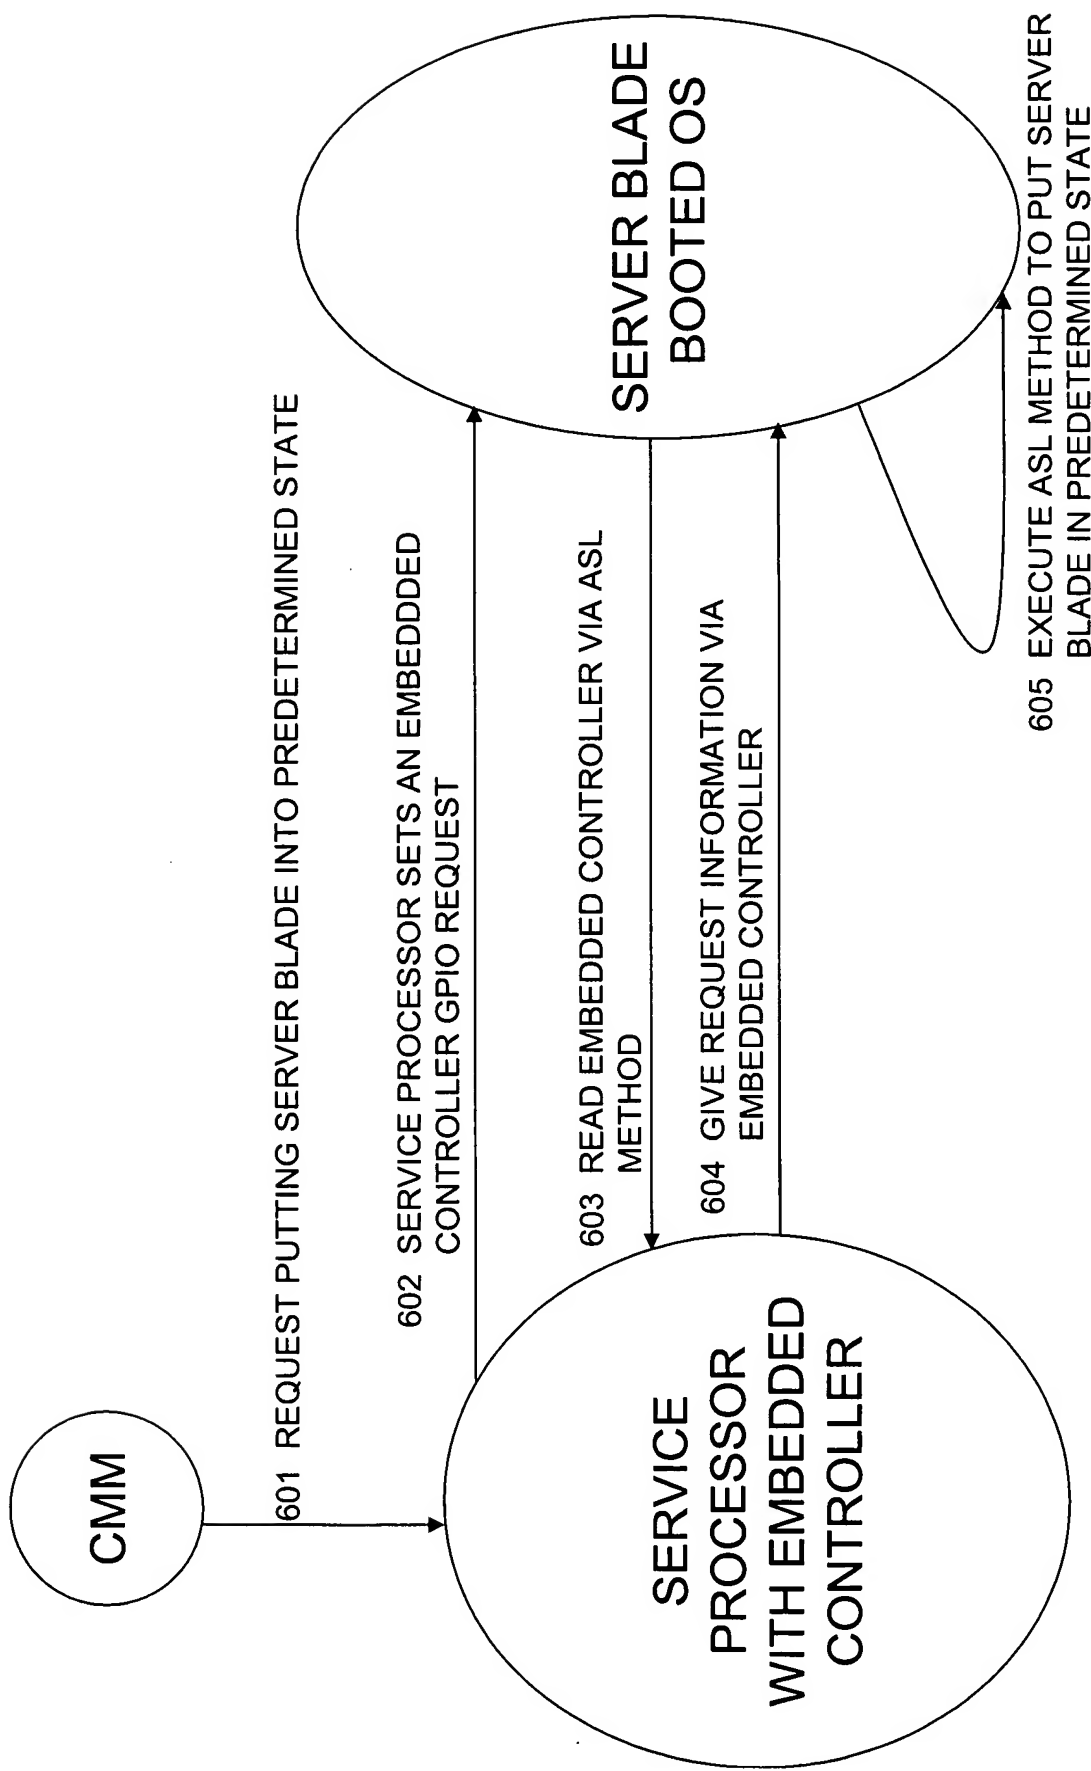 CMM
601 REQUEST PUTTING SERVER BLADE INTO PREDETERMINED STATE
602 SERVICE PROCESSOR SETS AN EMBEDDDED
CONTROLLER GPIO REQUEST
603 READ EMBEDDED CONTROLLER VIA ASL
METHOD
604 GIVE REQUEST INFORMATION VIA
EMBEDDED CONTROLLER
SERVICE
PROCESSOR
WITH EMBEDDED
CONTROLLER
SERVER BLADE
BOOTED OS
605 EXECUTE ASL METHOD TO PUT SERVER
BLADE IN PREDETERMINED STATE